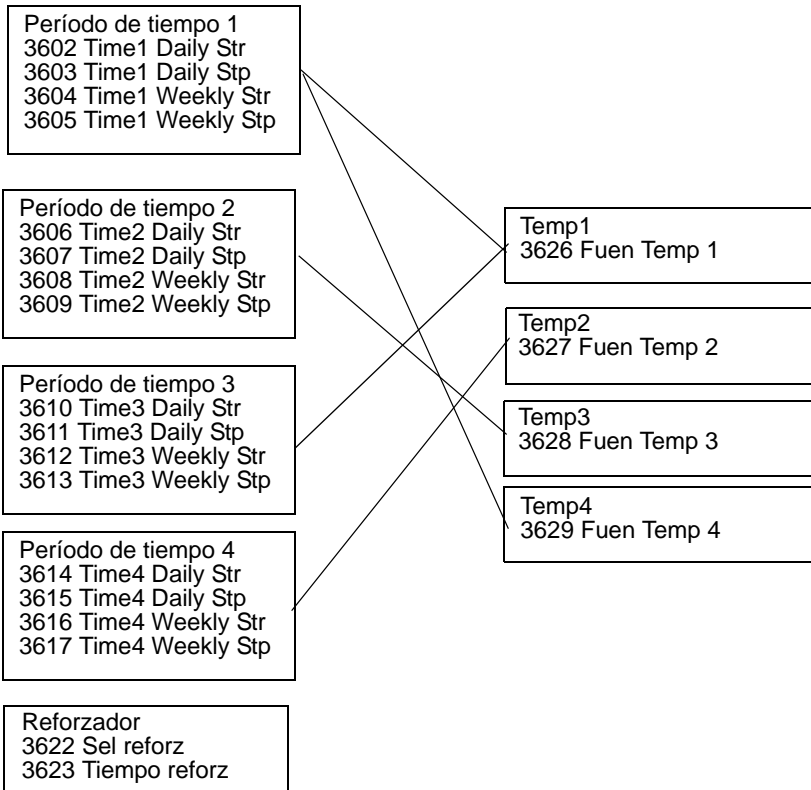 Período de tiempo 1
3602 Time1 Daily Str
3603 Time1 Daily Stp
3604 Time1 Weekly Str
3605 Time1 Weekly Stp
Período de tiempo 2
3606 Time2 Daily Str
3607 Time2 Daily Stp
3608 Time2 Weekly Str
3609 Time2 Weekly Stp
Período de tiempo 3
3610 Time3 Daily Str
3611 Time3 Daily Stp
3612 Time3 Weekly Str
3613 Time3 Weekly Stp
Período de tiempo 4
3614 Time4 Daily Str
3615 Time4 Daily Stp
3616 Time4 Weekly Str
3617 Time4 Weekly Stp
Reforzador
3622 Sel reforz
3623 Tiempo reforz
Temp1
3626 Fuen Temp 1
Temp2
3627 Fuen Temp 2
Temp3
3628 Fuen Temp 3
Temp4
3629 Fuen Temp 4